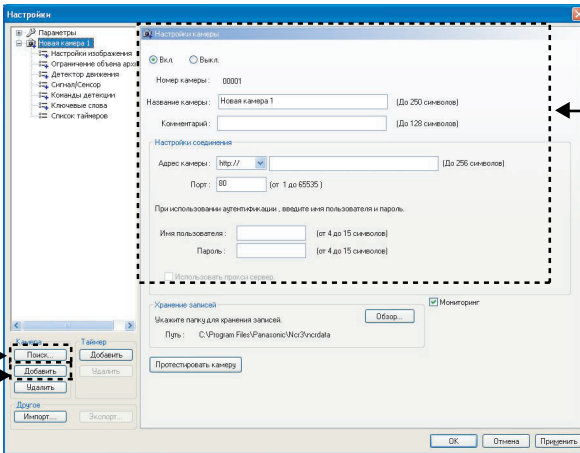 Настройки
Параметры
Новая камера 1
Настройки изображения
Ограничение объема архи
Детектор движения
Сигнал/Сенсор
Команды детекции
Ключевые слова
Список таймеров
Настройки камеры
Вкл. Выкл.
Номер камеры: 00001
Название камеры: Новая камера 1 (До 250 символов)
Комментарий: (До 128 символов)
Настройки соединения
Адрес камеры: http:// (До 256 символов)
Порт: 80 (от 1 до 65535)
При использовании аутентификации, введите имя пользователя и пароль.
Имя пользователя: (от 4 до 15 символов)
Пароль: (от 4 до 15 символов)
Использовать прокси сервер.
Хранение записей
Укажите папку для хранения записей. Обзор...
Путь: C:\Program Files\Panasonic\Ncr3\ncrdata
Мониторинг
Протестировать камеру
Камера
Поиск...
Добавить
Удалить
Таймер
Добавить
Удалить
Другое
Импорт... Экспорт...
OK Отмена Применить